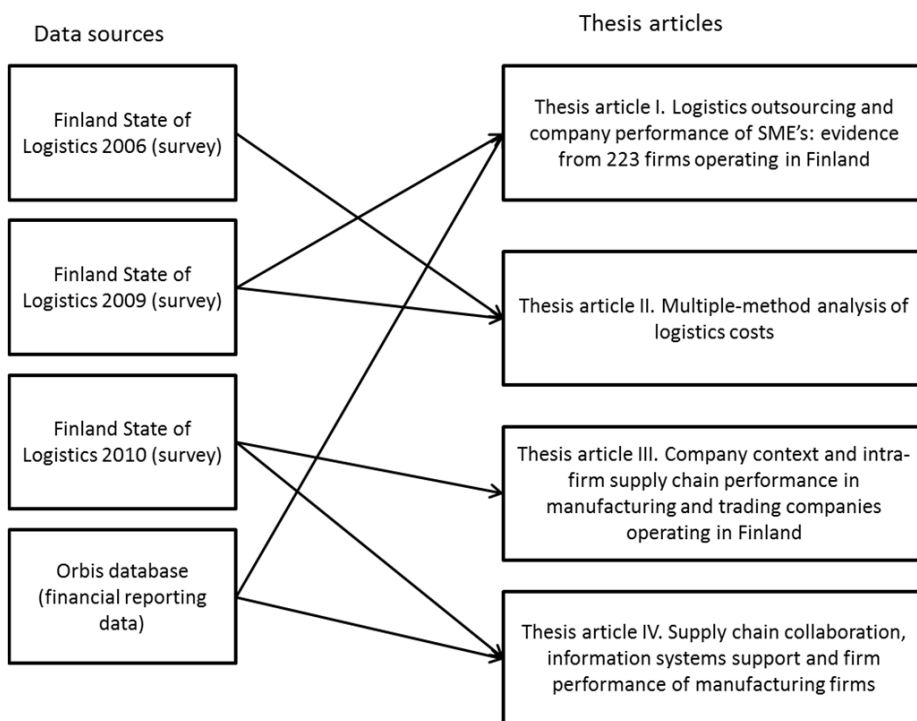 Data sources
Finland State of
Logistics 2006 (survey)
Finland State of
Logistics 2009 (survey)
Finland State of
Logistics 2010 (survey)
Orbis database
(financial reporting
data)
Thesis articles
Thesis article I. Logistics outsourcing and
company performance of SME's: evidence
from 223 firms operating in Finland
Thesis article II. Multiple-method analysis of
logistics costs
Thesis article III. Company context and intra-
firm supply chain performance in
manufacturing and trading companies
operating in Finland
Thesis article IV. Supply chain collaboration,
information systems support and firm
performance of manufacturing firms